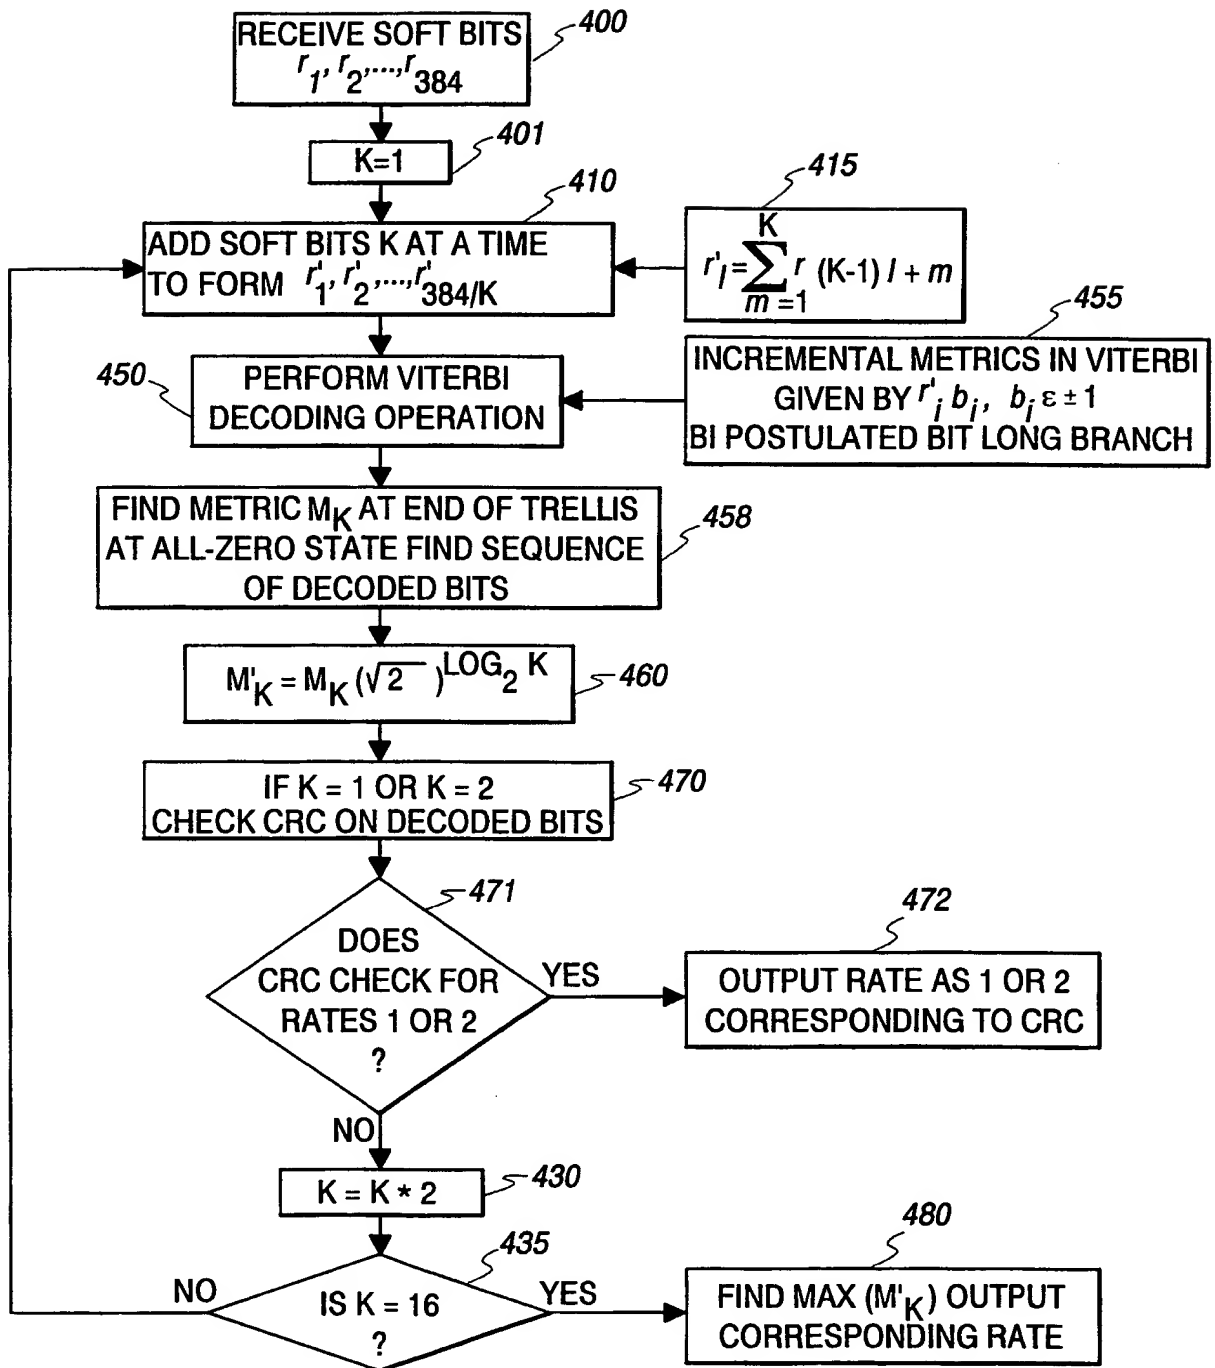 RECEIVE SOFT BITS
r1, r2,...,r384
400
K=1
401
ADD SOFT BITS K AT A TIME
TO FORM r'1, r'2,...,r'384/K
410
r'l = K∑m=1 r (K-1) l + m
415
450
PERFORM VITERBI
DECODING OPERATION
INCREMENTAL METRICS IN VITERBI
GIVEN BY r'i bi, bi ε ± 1
BI POSTULATED BIT LONG BRANCH
455
FIND METRIC MK AT END OF TRELLIS
AT ALL-ZERO STATE FIND SEQUENCE
OF DECODED BITS
458
M'K = MK (√2 )LOG2 K
460
IF K = 1 OR K = 2
CHECK CRC ON DECODED BITS
470
DOES
CRC CHECK FOR
RATES 1 OR 2
?
471
YES
OUTPUT RATE AS 1 OR 2
CORRESPONDING TO CRC
472
NO
K = K * 2
430
IS K = 16
?
435
NO
YES
FIND MAX (M'K) OUTPUT
CORRESPONDING RATE
480